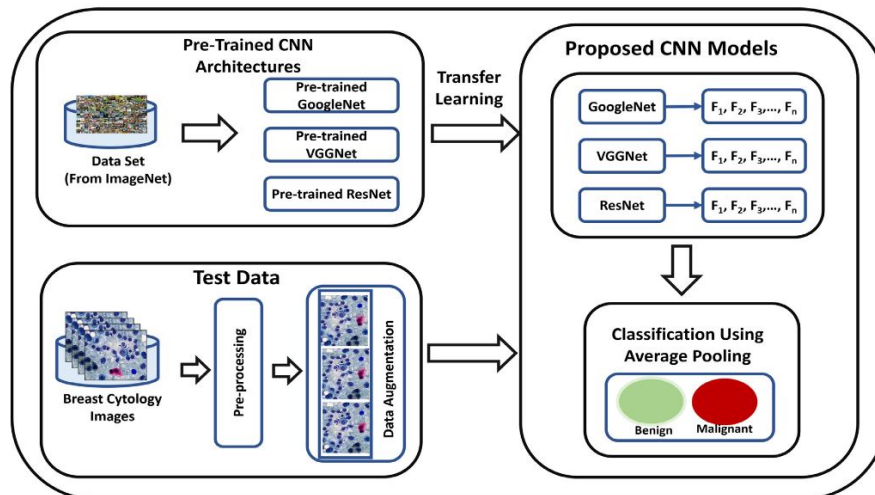 Pre-Trained CNN
Architectures
Data Set
(From ImageNet)
Pre-trained
GoogleNet
Pre-trained
VGGNet
Pre-trained ResNet
Transfer
Learning
Proposed CNN Models
GoogleNet
F1, F2, F3,..., Fn
VGGNet
F1, F2, F3,..., Fn
ResNet
F1, F2, F3,..., Fn
Test Data
Breast Cytology
Images
Pre-processing
Data Augmentation
Classification Using
Average Pooling
Benign
Malignant